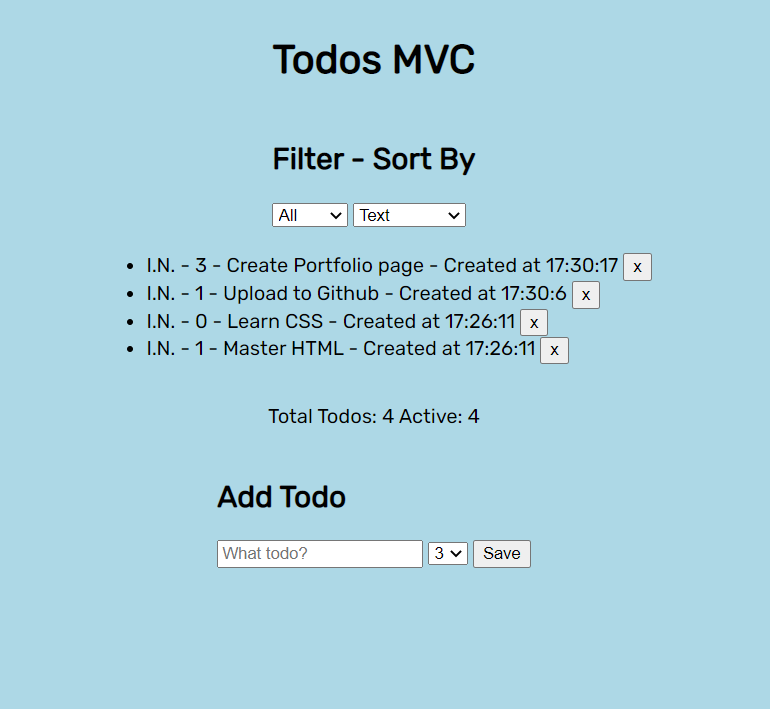 Todos MVC
Filter - Sort By
All Text
I.N. - 3 - Create Portfolio page - Created at 17:30:17 x
I.N. - 1 - Upload to Github - Created at 17:30:6 x
I.N. - 0 - Learn CSS - Created at 17:26:11 x
I.N. - 1 - Master HTML - Created at 17:26:11 x
Total Todos: 4 Active: 4
Add Todo
What todo? 3 Save